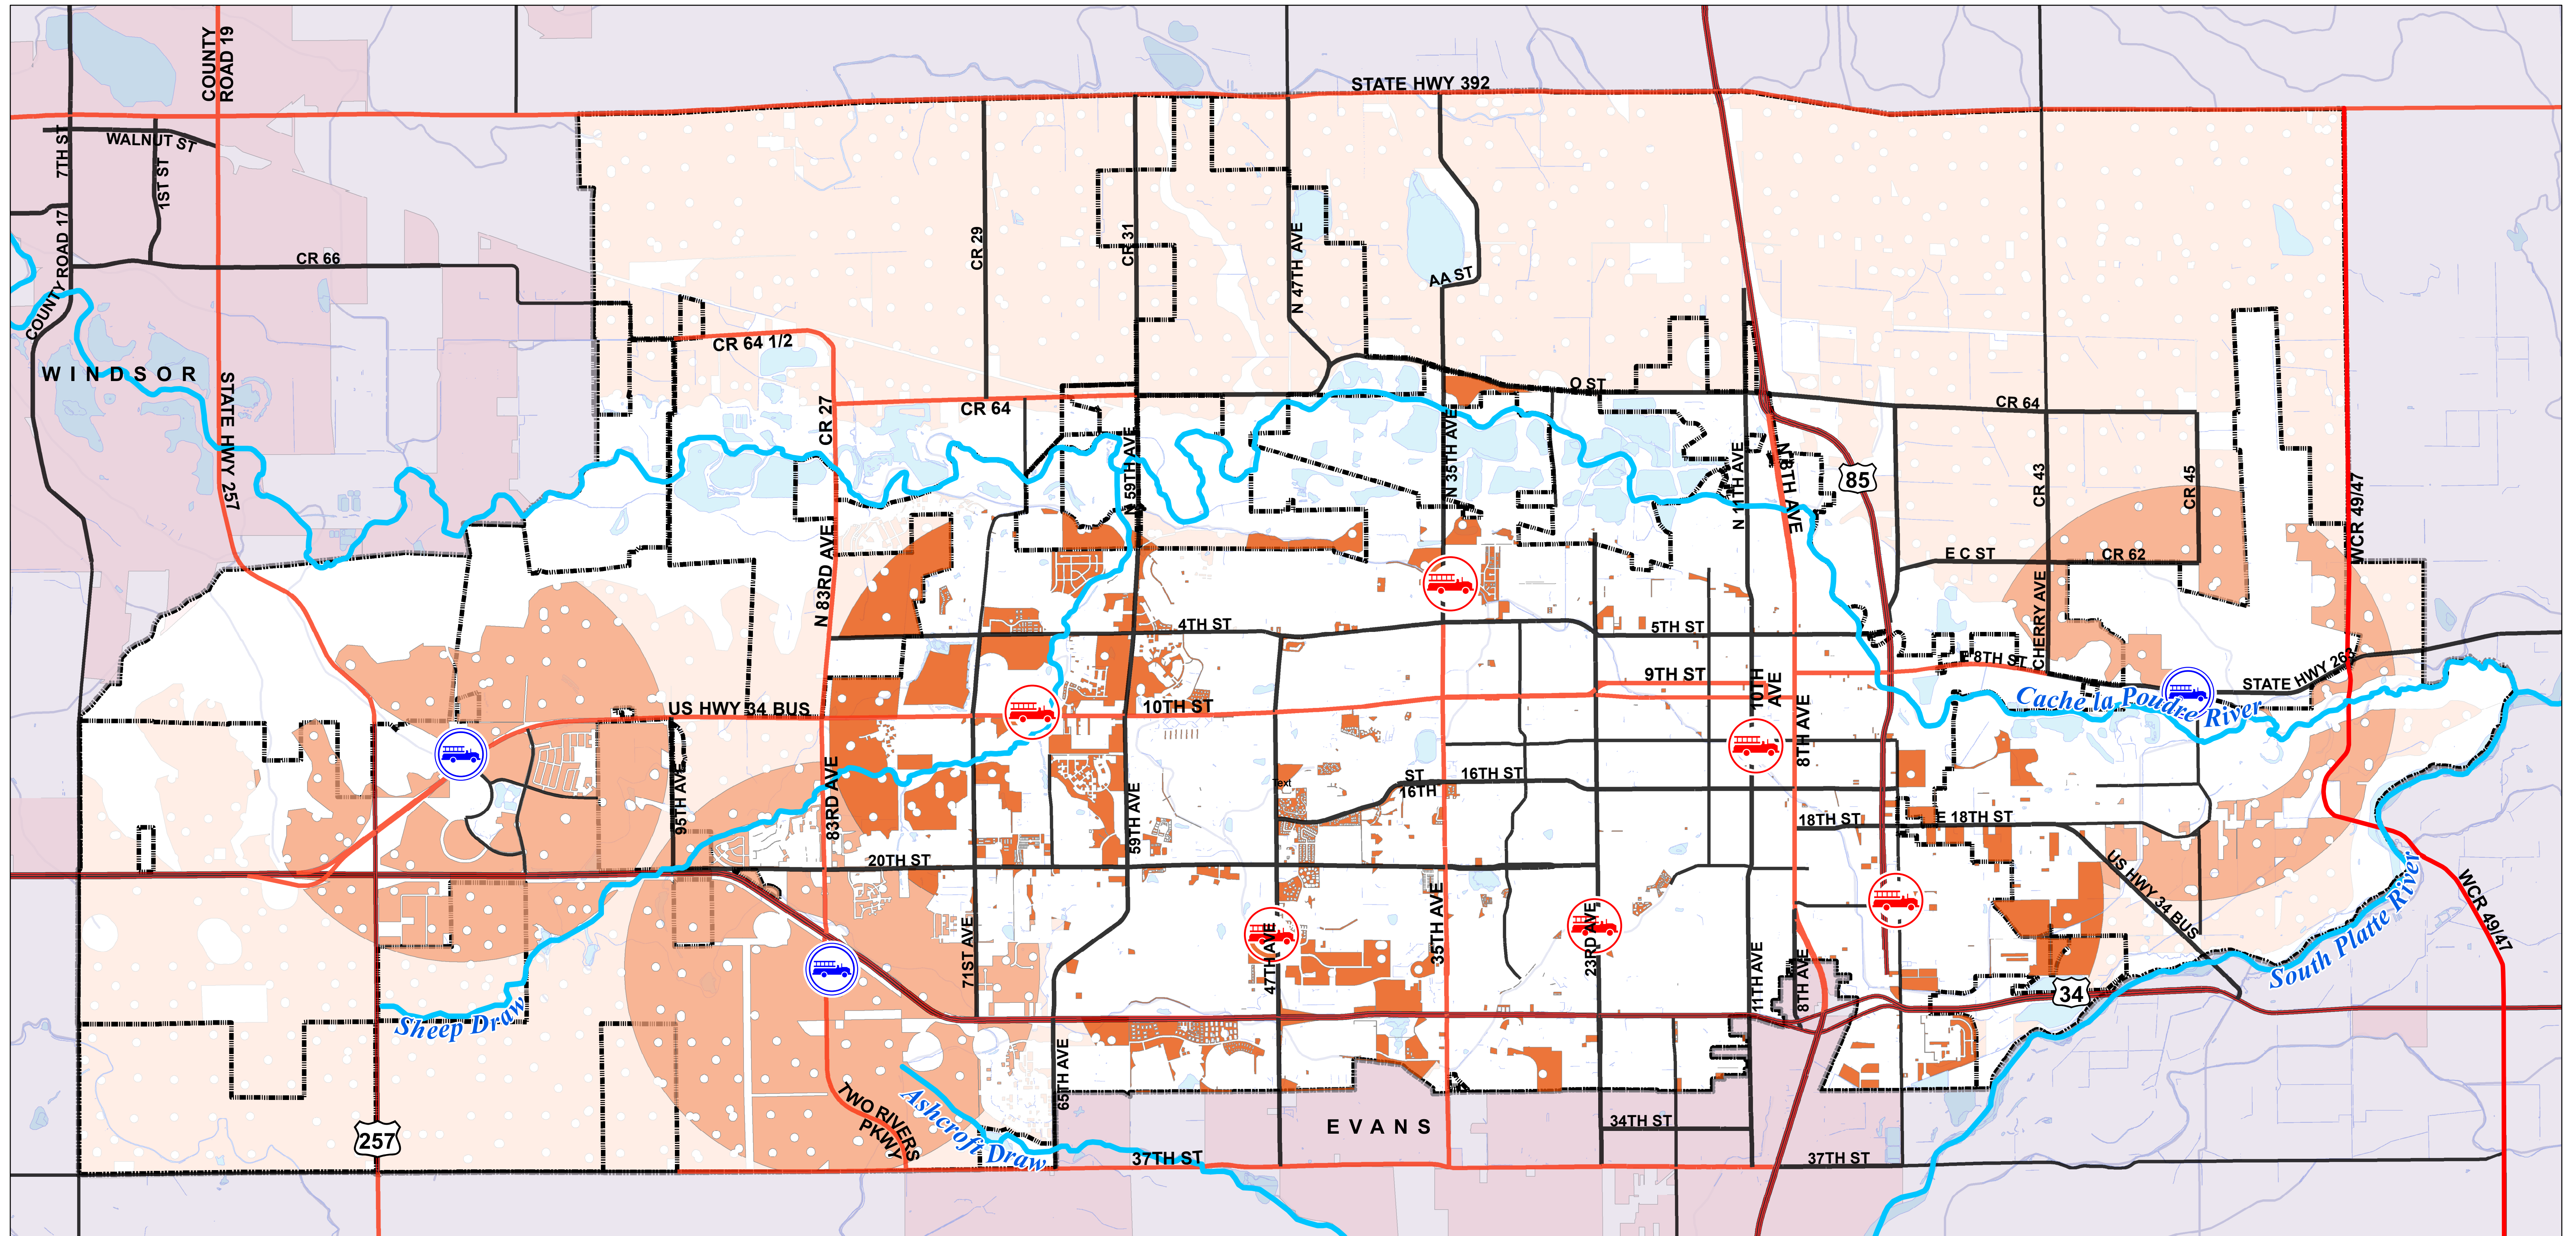 COUNTY
ROAD 19
STATE HWY 392
7TH ST
WALNUT ST
1ST ST
COUNTY ROAD 17
CR 66
CR 29
CR 31
N 47TH AVE
AA ST
CR 64 1/2
WINDSOR
STATE HWY 257
CR 27
CR 64
O ST
CR 64
N 59TH AVE
N 35TH AVE
N 11TH AVE
N 8TH AVE
85
CR 43
CR 45
WCR 49/47
N 83RD AVE
E C ST
CR 62
CHERRY AVE
4TH ST
5TH ST
E 8TH ST
STATE HWY 263
9TH ST
10TH
AVE
8TH AVE
Cache la Poudre River
US HWY 34 BUS
10TH ST
95TH AVE
83RD AVE
59TH AVE
Text
ST
16TH
16TH ST
18TH ST
E 18TH ST
20TH ST
US HWY 34 BUS
South Platte River
WCR 49/47
71ST AVE
47TH AVE
35TH AVE
23RD AVE
11TH AVE
8TH AVE
34
Sheep Draw
65TH AVE
TWO RIVERS
PKWY
Ashcroft Draw
257
EVANS
34TH ST
37TH ST
37TH ST